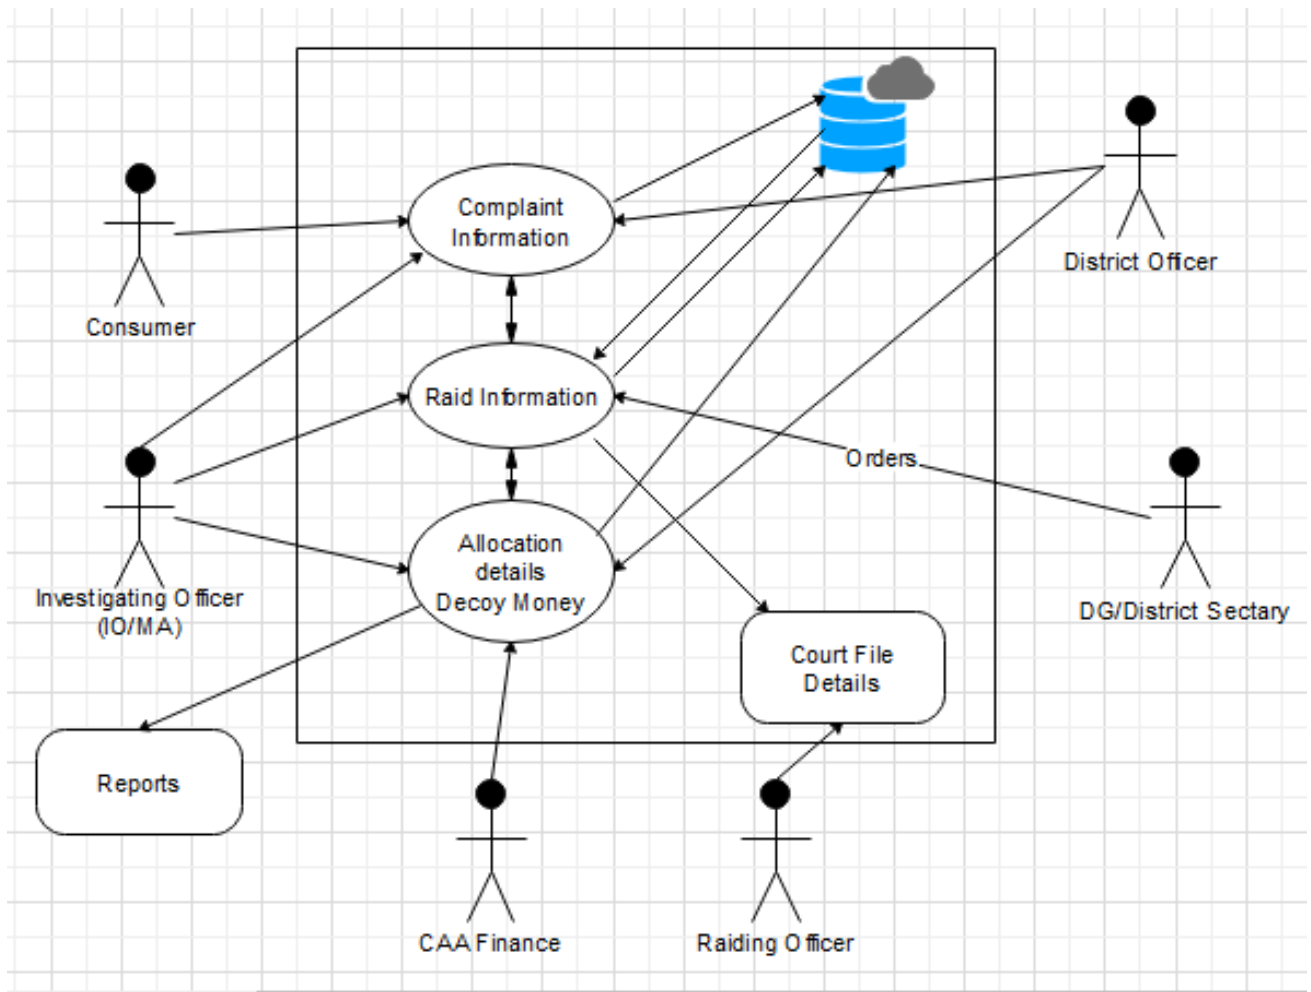 Complaint
Information
District Officer
Consumer
Raid Information
Orders
Allocation
details
Decoy Money
Investigating Officer
(IO/MA)
DG/District Sectary
Court File
Details
Reports
CAA Finance
Raiding Officer